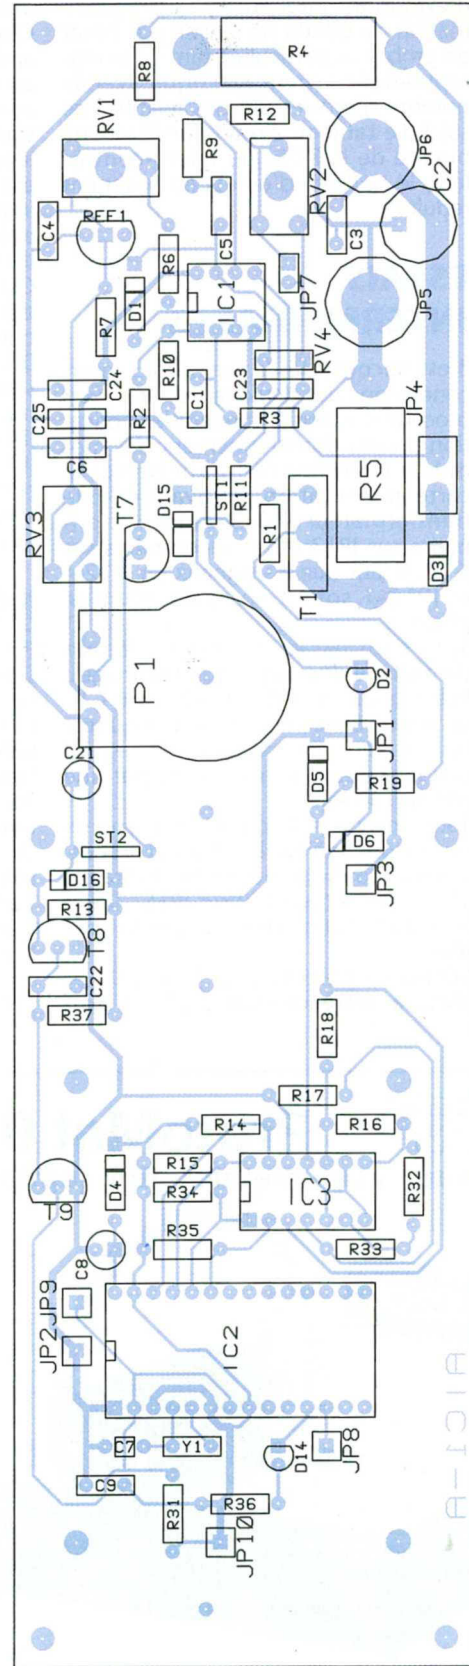 R4
R8
RV1
R12
R9
JP6
RV2
C2
C4
REF1
C5
C3
R6
IC1
D1
JP7
R7
JP5
RV4
R10
C24
C1
C23
JP4
C25
R2
R3
C6
R5
ST1
R11
D15
T7
RV3
R1
T1
D3
P1
D2
JP1
C21
D5
R19
ST2
D6
JP3
D16
R13
T8
C22
R37
R18
R17
R14
R16
R15
D4
R34
IC3
R32
T9
R35
R33
C8
JP9
JP2
IC2
AIC1-A
C7
Y1
JP8
D14
C9
R31
R36
JP10